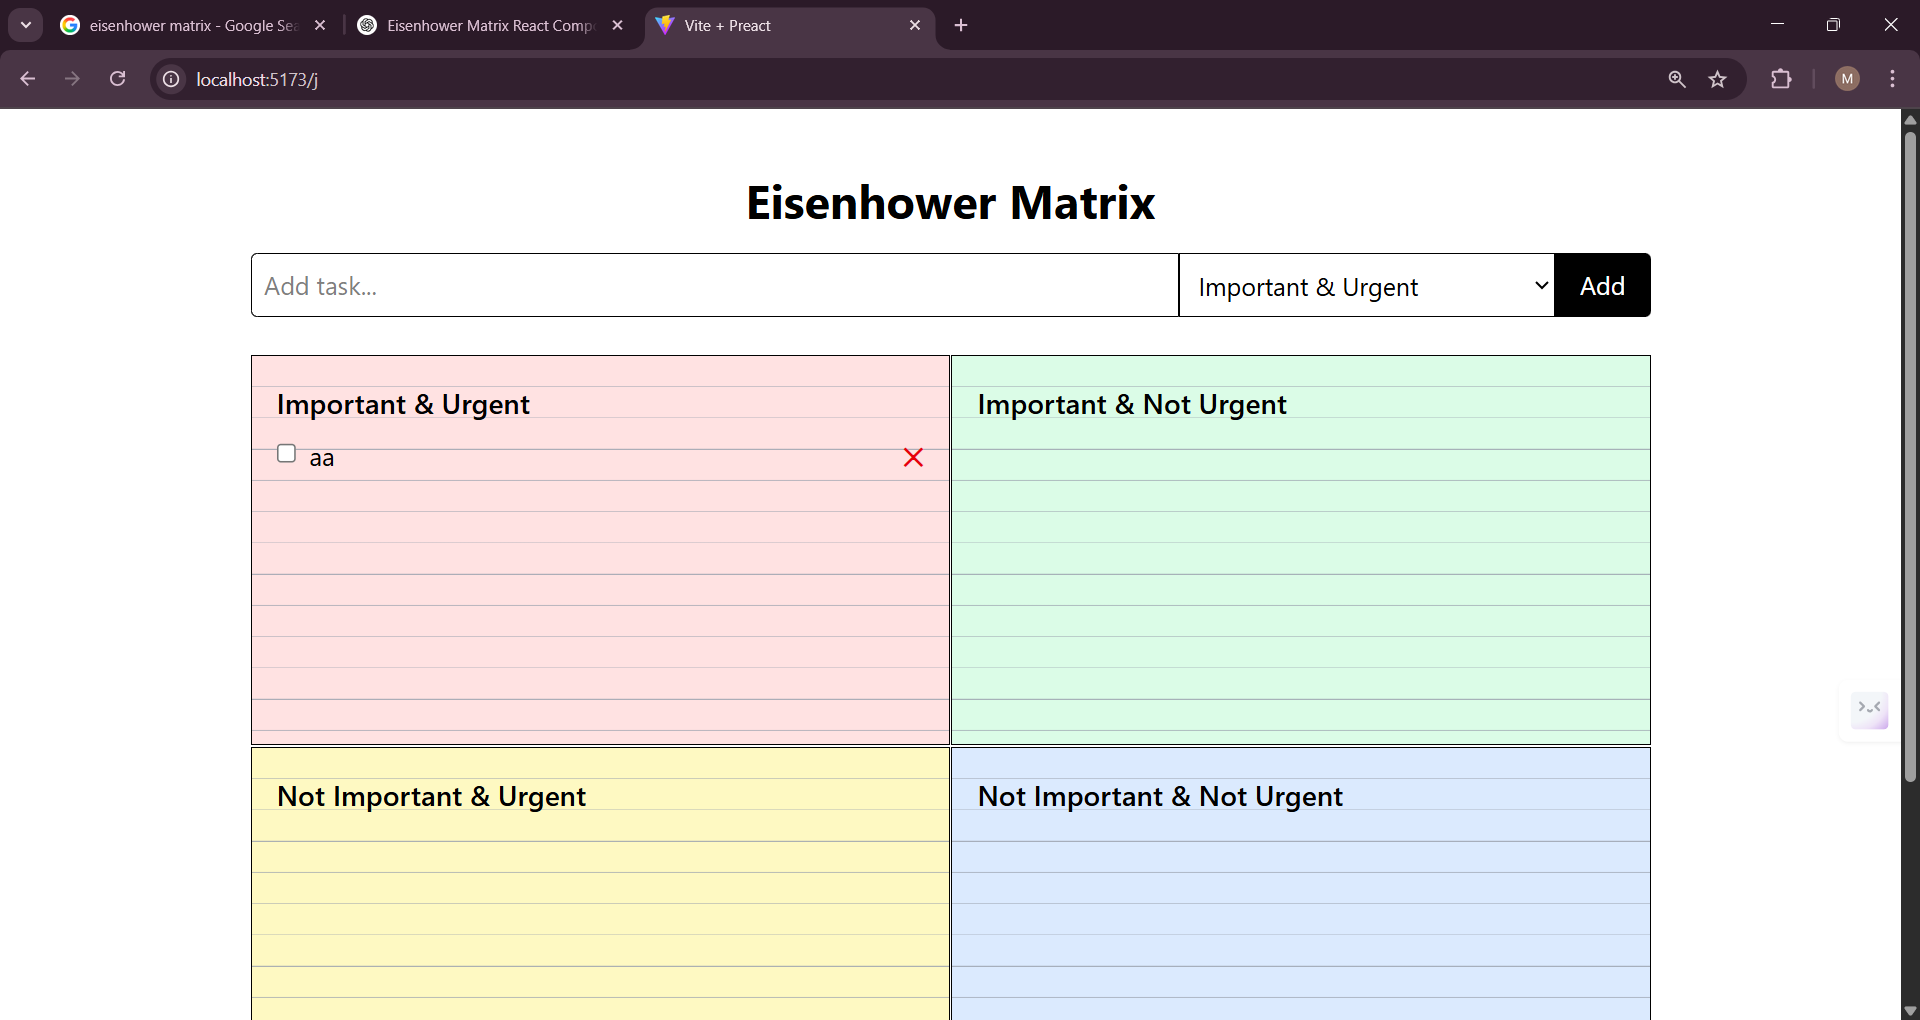 eisenhower matrix - Google Sea
Eisenhower Matrix React Compo
Vite + Preact
localhost:5173/j
M
Eisenhower Matrix
Add task...
Important & Urgent
Add
Important & Urgent
Important & Not Urgent
aa
Not Important & Urgent
Not Important & Not Urgent